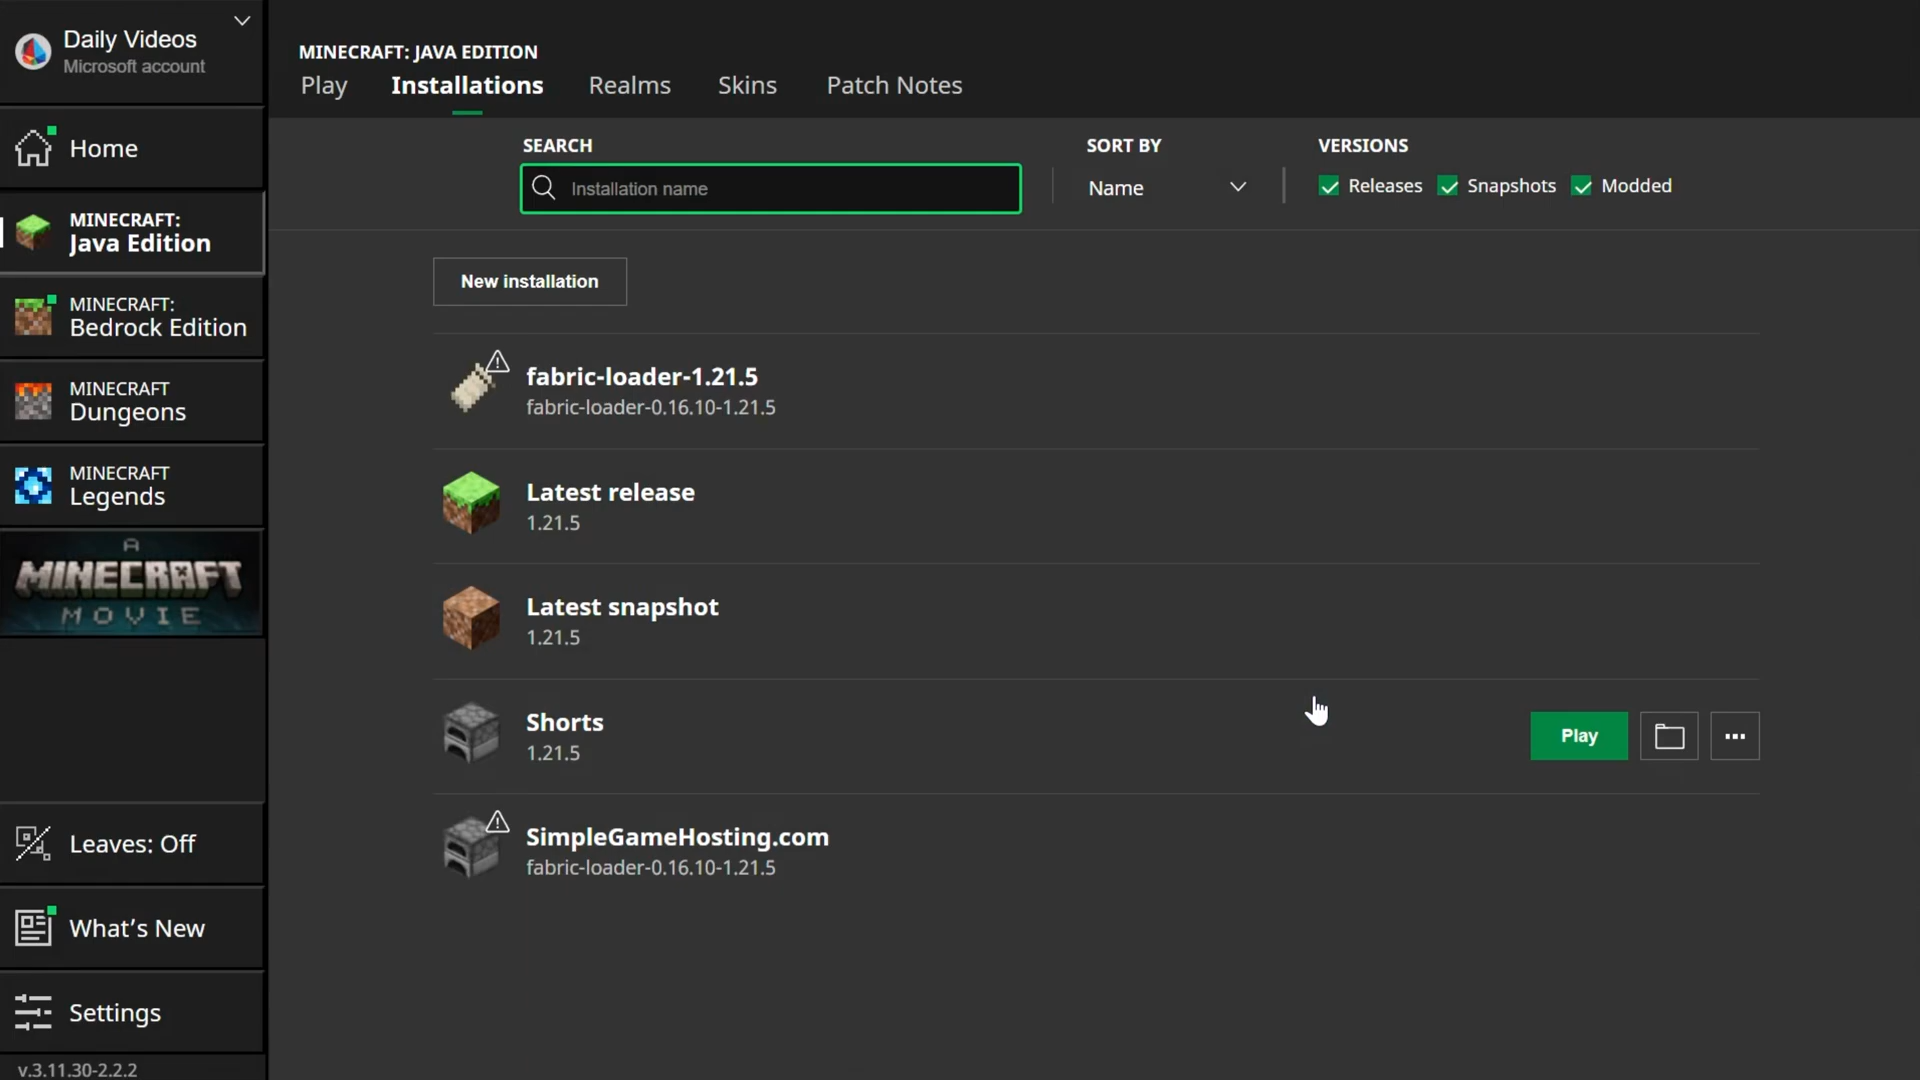 Daily Videos
Microsoft account
Home
MINECRAFT:
Java Edition
MINECRAFT:
Bedrock Edition
MINECRAFT
Dungeons
MINECRAFT
Legends
A
MINECRAFT
MOVIE
Leaves: Off
What's New
Settings
v.3.11.30-2.2.2
MINECRAFT: JAVA EDITION
Play Installations Realms Skins Patch Notes
SEARCH SORT BY VERSIONS
Installation name Name Releases Snapshots Modded
New installation
fabric-loader-1.21.5
fabric-loader-0.16.10-1.21.5
Latest release
1.21.5
Latest snapshot
1.21.5
Shorts
1.21.5
Play
SimpleGameHosting.com
fabric-loader-0.16.10-1.21.5